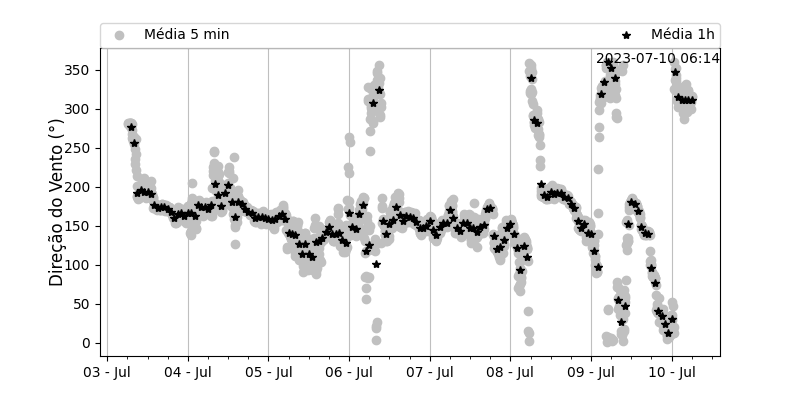 Média 5 min
Média 1h
2023-07-10 06:14
Direção do Vento (°)
350
300
250
200
150
100
50
0
03 - Jul
04 - Jul
05 - Jul
06 - Jul
07 - Jul
08 - Jul
09 - Jul
10 - Jul